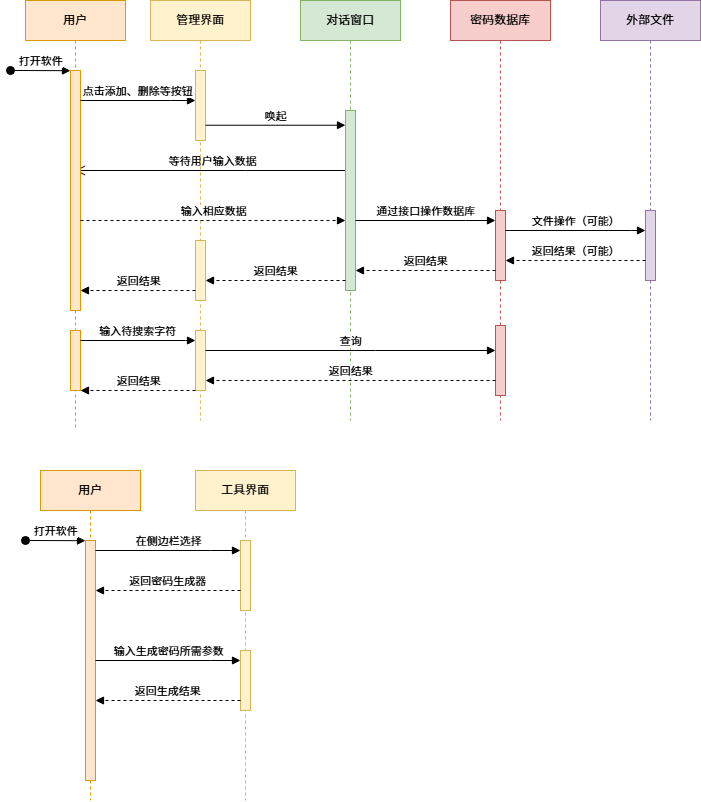 用户
管理界面
对话窗口
密码数据库
外部文件
打开软件
点击添加、删除等按钮
唤起
等待用户输入数据
输入相应数据
通过接口操作数据库
文件操作（可能）
返回结果（可能）
返回结果
返回结果
返回结果
输入待搜索字符
查询
返回结果
返回结果
用户
工具界面
打开软件
在侧边栏选择
返回密码生成器
输入生成密码所需参数
返回生成结果